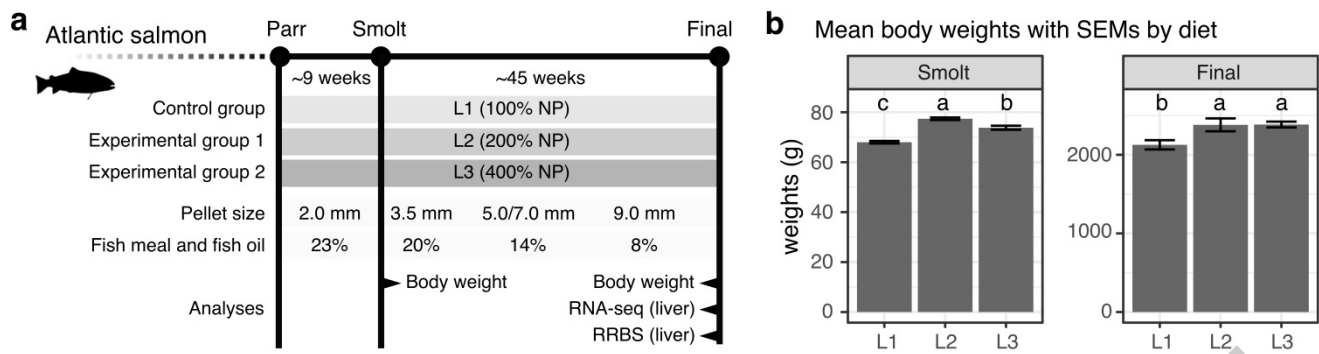 a
Atlantic salmon
Parr Smolt Final
~9 weeks ~45 weeks
Control group L1 (100% NP)
Experimental group 1 L2 (200% NP)
Experimental group 2 L3 (400% NP)
Pellet size 2.0 mm 3.5 mm 5.0/7.0 mm 9.0 mm
Fish meal and fish oil 23% 20% 14% 8%
Body weight Body weight
Analyses RNA-seq (liver)
RRBS (liver)
b Mean body weights with SEMs by diet
Smolt Final
c a b b a a
weights (g)
80
60
40
20
0
2000
1000
0
L1 L2 L3 L1 L2 L3